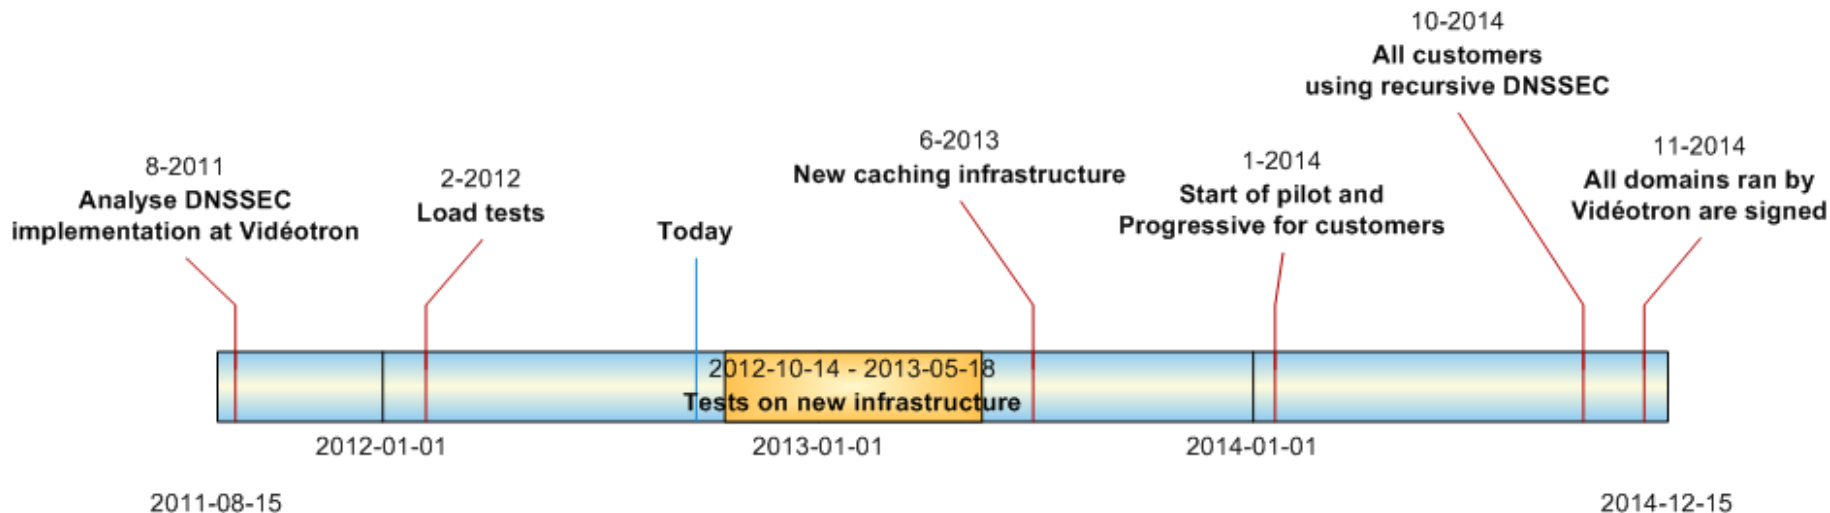 8-2011
Analyse DNSSEC
implementation at Vidéotron
2-2012
Load tests
Today
6-2013
New caching infrastructure
1-2014
Start of pilot and
Progressive for customers
10-2014
All customers
using recursive DNSSEC
11-2014
All domains ran by
Vidéotron are signed
2012-10-14 - 2013-05-18
Tests on new infrastructure
2012-01-01
2013-01-01
2014-01-01
2011-08-15
2014-12-15